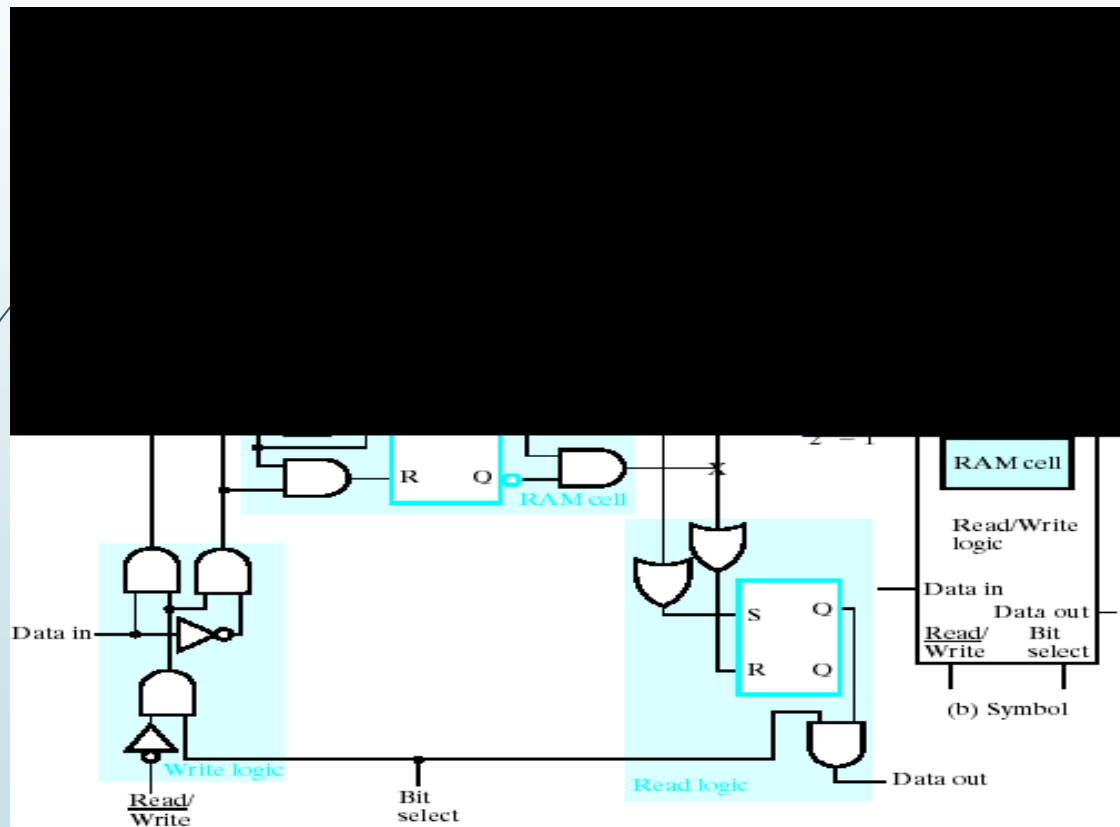 R
Q
RAM cell
RAM cell
Read/Write
logic
Data in
Data out
Read/
Write
Bit
select
(b) Symbol
S
Q
R
Q
Data in
Write logic
Read/
Write
Bit
select
Read logic
Data out